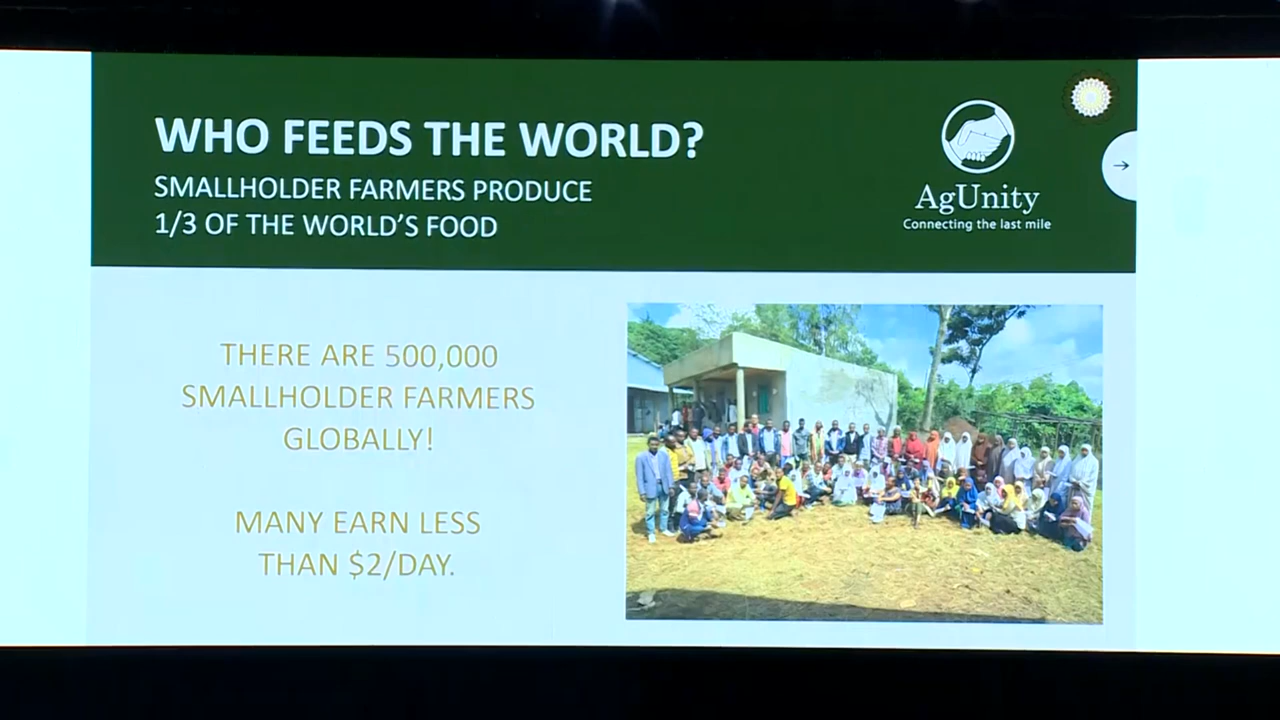 WHO FEEDS THE WORLD?
SMALLHOLDER FARMERS PRODUCE
1/3 OF THE WORLD'S FOOD
AgUnity
Connecting the last mile
THERE ARE 500,000
SMALLHOLDER FARMERS
GLOBALLY!
MANY EARN LESS
THAN $2/DAY.